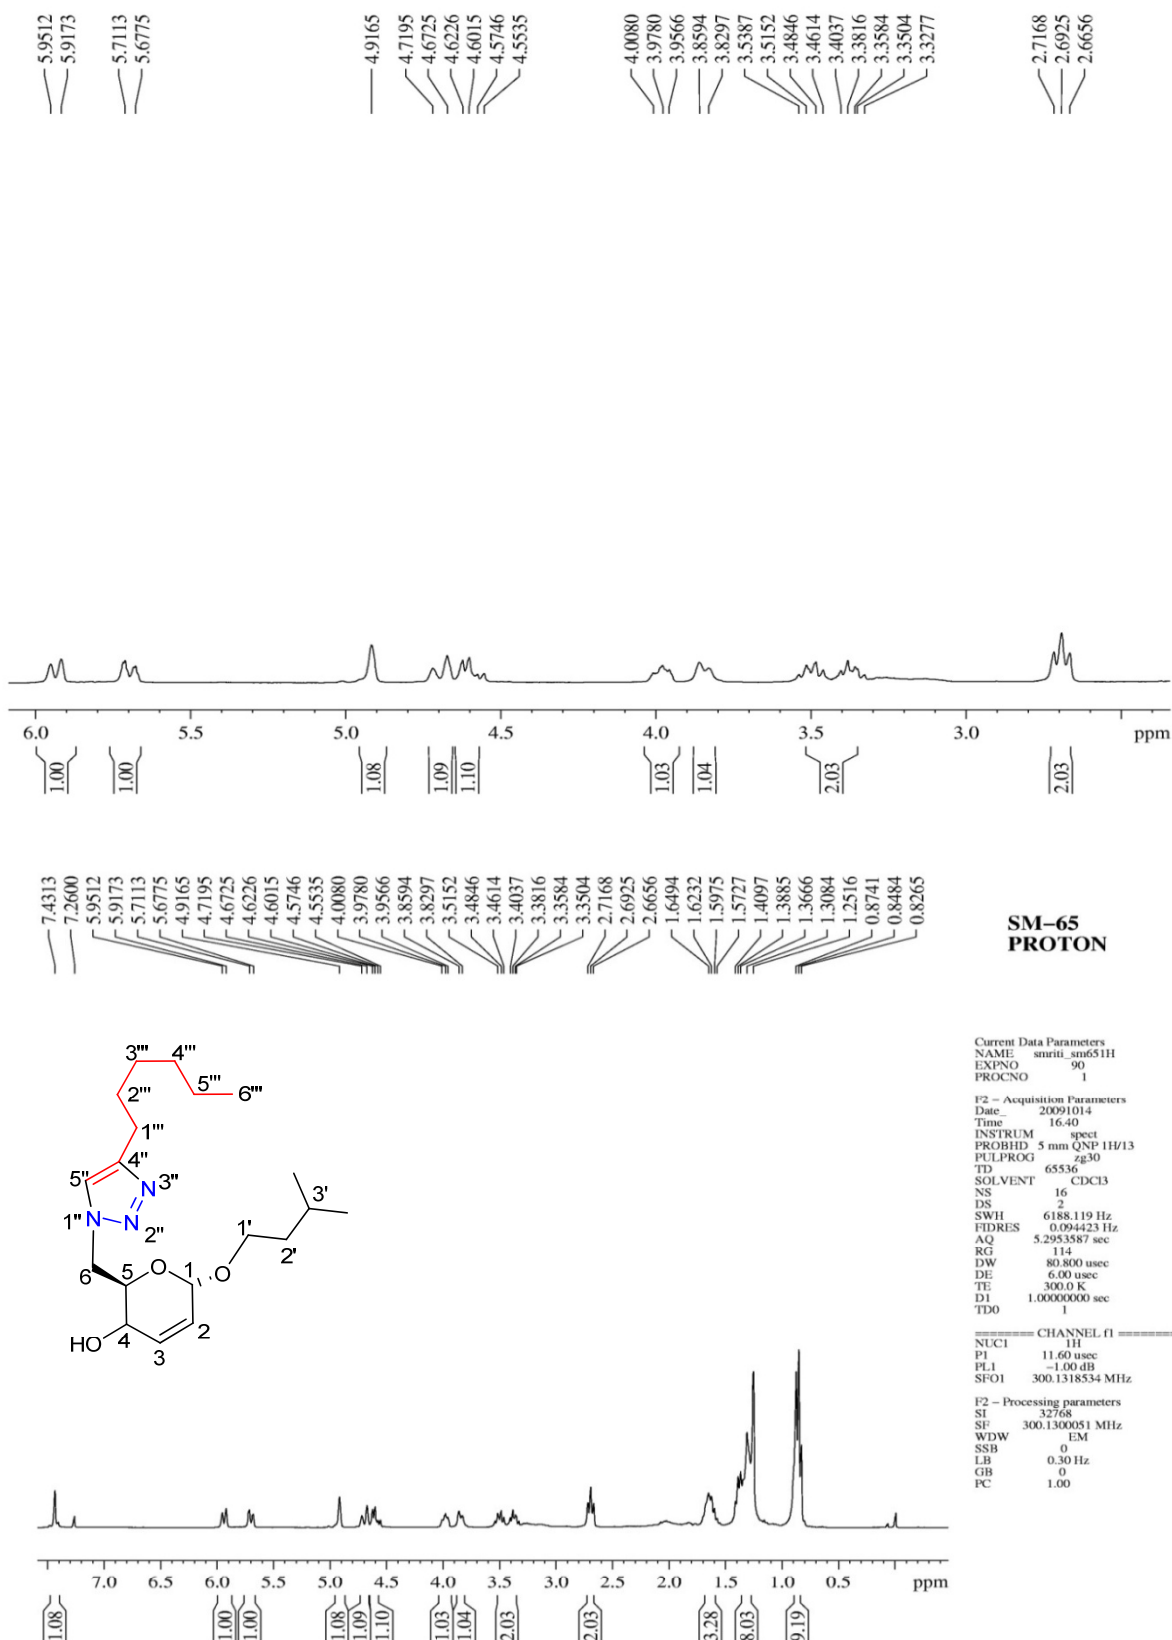 5.9512
5.9173
5.7113
5.6775
4.9165
4.7195
4.6725
4.6226
4.6015
4.5746
4.5535
4.0080
3.9780
3.9566
3.8594
3.8297
3.5387
3.5152
3.4846
3.4614
3.4037
3.3816
3.3584
3.3504
3.3277
2.7168
2.6925
2.6656
6.0 5.5 5.0 4.5 4.0 3.5 3.0 ppm
1.00
1.00
1.08
1.09
1.10
1.03
1.04
2.03
2.03
7.4313
7.2600
5.9512
5.9173
5.7113
5.6775
4.9165
4.7195
4.6725
4.6226
4.6015
4.5746
4.5535
4.0080
3.9780
3.9566
3.8594
3.8297
3.5152
3.4846
3.4614
3.4037
3.3816
3.3584
3.3504
2.7168
2.6925
2.6656
1.6494
1.6232
1.5975
1.5727
1.4097
1.3885
1.3666
1.3084
1.2516
0.8741
0.8484
0.8265
SM-65
PROTON
Current Data Parameters
NAME smriti_sm651H
EXPNO 90
PROCNO 1
F2 - Acquisition Parameters
Date_ 20091014
Time 16.40
INSTRUM spect
PROBHD 5 mm QNP 1H/13
PULPROG zg30
TD 65536
SOLVENT CDCl3
NS 16
DS 2
SWH 6188.119 Hz
FIDRES 0.094423 Hz
AQ 5.2953587 sec
RG 114
DW 80.800 usec
DE 6.00 usec
TE 300.0 K
D1 1.00000000 sec
TD0 1
======== CHANNEL f1 ========
NUC1 1H
P1 11.60 usec
PL1 -1.00 dB
SFO1 300.1318534 MHz
F2 - Processing parameters
SI 32768
SF 300.1300051 MHz
WDW EM
SSB 0
LB 0.30 Hz
GB 0
PC 1.00
3''' 4'''
2''' 5''' 6'''
1'''
4''
5'' N 3''
1'' N N 2''
3'
1' 2'
6 5 O 1 O
HO 4 3 2
7.0 6.5 6.0 5.5 5.0 4.5 4.0 3.5 3.0 2.5 2.0 1.5 1.0 0.5 ppm
1.08
1.00
1.00
1.08
1.09
1.10
1.03
1.04
2.03
2.03
3.28
8.03
9.19